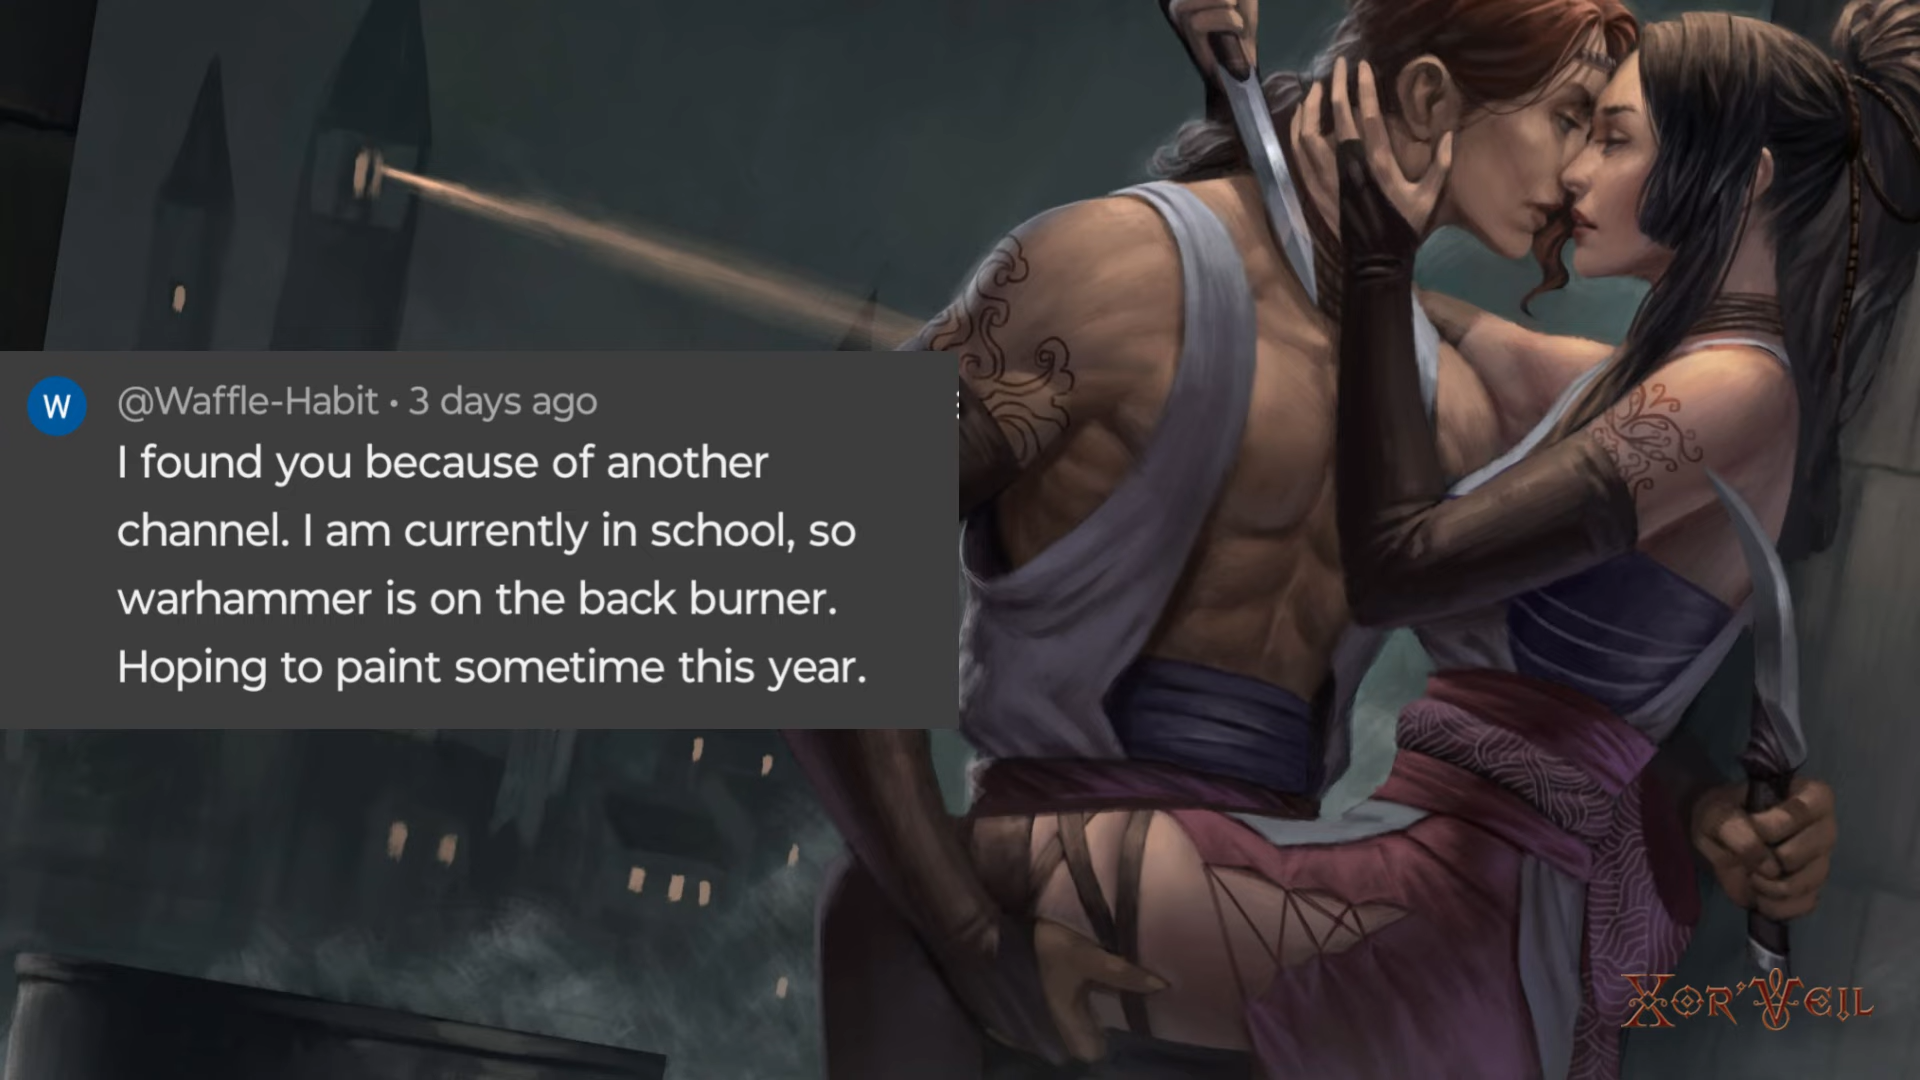 W
@Waffle-Habit • 3 days ago
I found you because of another
channel. I am currently in school, so
warhammer is on the back burner.
Hoping to paint sometime this year.
XOR'VEIL